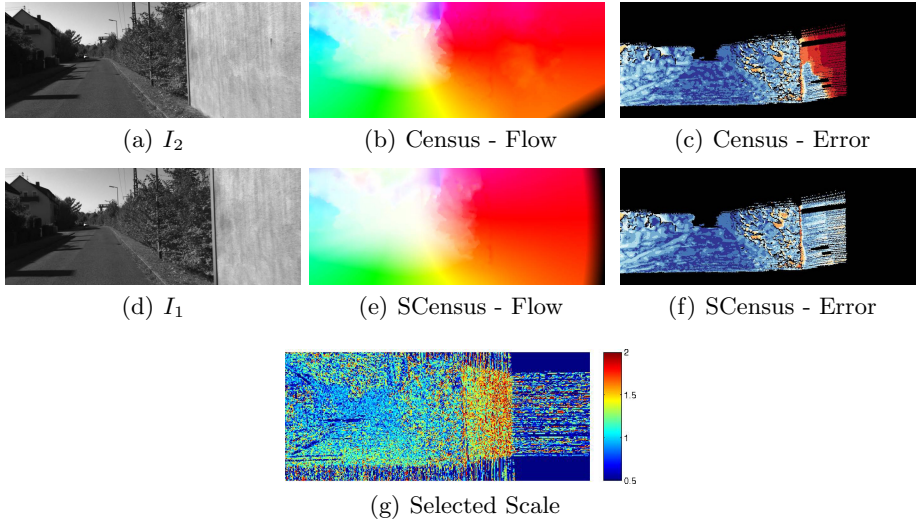 (a) I2
(b) Census - Flow
(c) Census - Error
(d) I1
(e) SCensus - Flow
(f) SCensus - Error
2
1.5
1
0.5
(g) Selected Scale